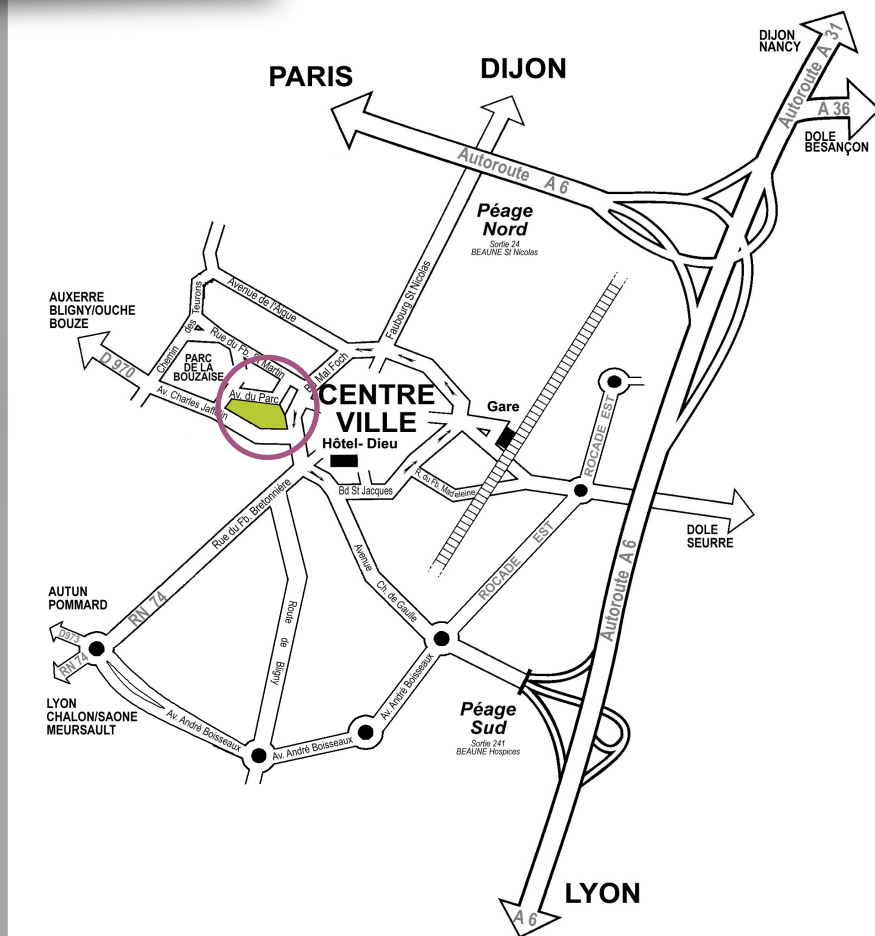 DIJON
NANCY
Autoroute A 31
A 36
DOLE
BESANÇON
PARIS
DIJON
Autoroute A 6
Péage
Nord
Sortie 24
BEAUNE St Nicolas
Faubourg St Nicolas
Avenue de l'Aigue
AUXERRE
BLIGNY/OUCHE
BOUZE
D 970
Chemin des Teurons
Rue du Fb. St Martin
Bd Mal Foch
PARC
DE LA
BOUZAISE
Av. du Parc
Av. Charles Jaffelin
CENTRE
VILLE
Hôtel- Dieu
Gare
ROCADE EST
Bd St Jacques
R. du Fb. Madeleine
DOLE
SEURRE
Rue du Fb. Bretonnière
Avenue Ch. de Gaulle
ROCADE EST
Autoroute A 6
AUTUN
POMMARD
D973
RN 74
RN 74
Route de Bligny
LYON
CHALON/SAONE
MEURSAULT
Av. André Boisseaux
Av. André Boisseaux
Av. André Boisseaux
Péage
Sud
Sortie 241
BEAUNE Hospices
LYON
A 6